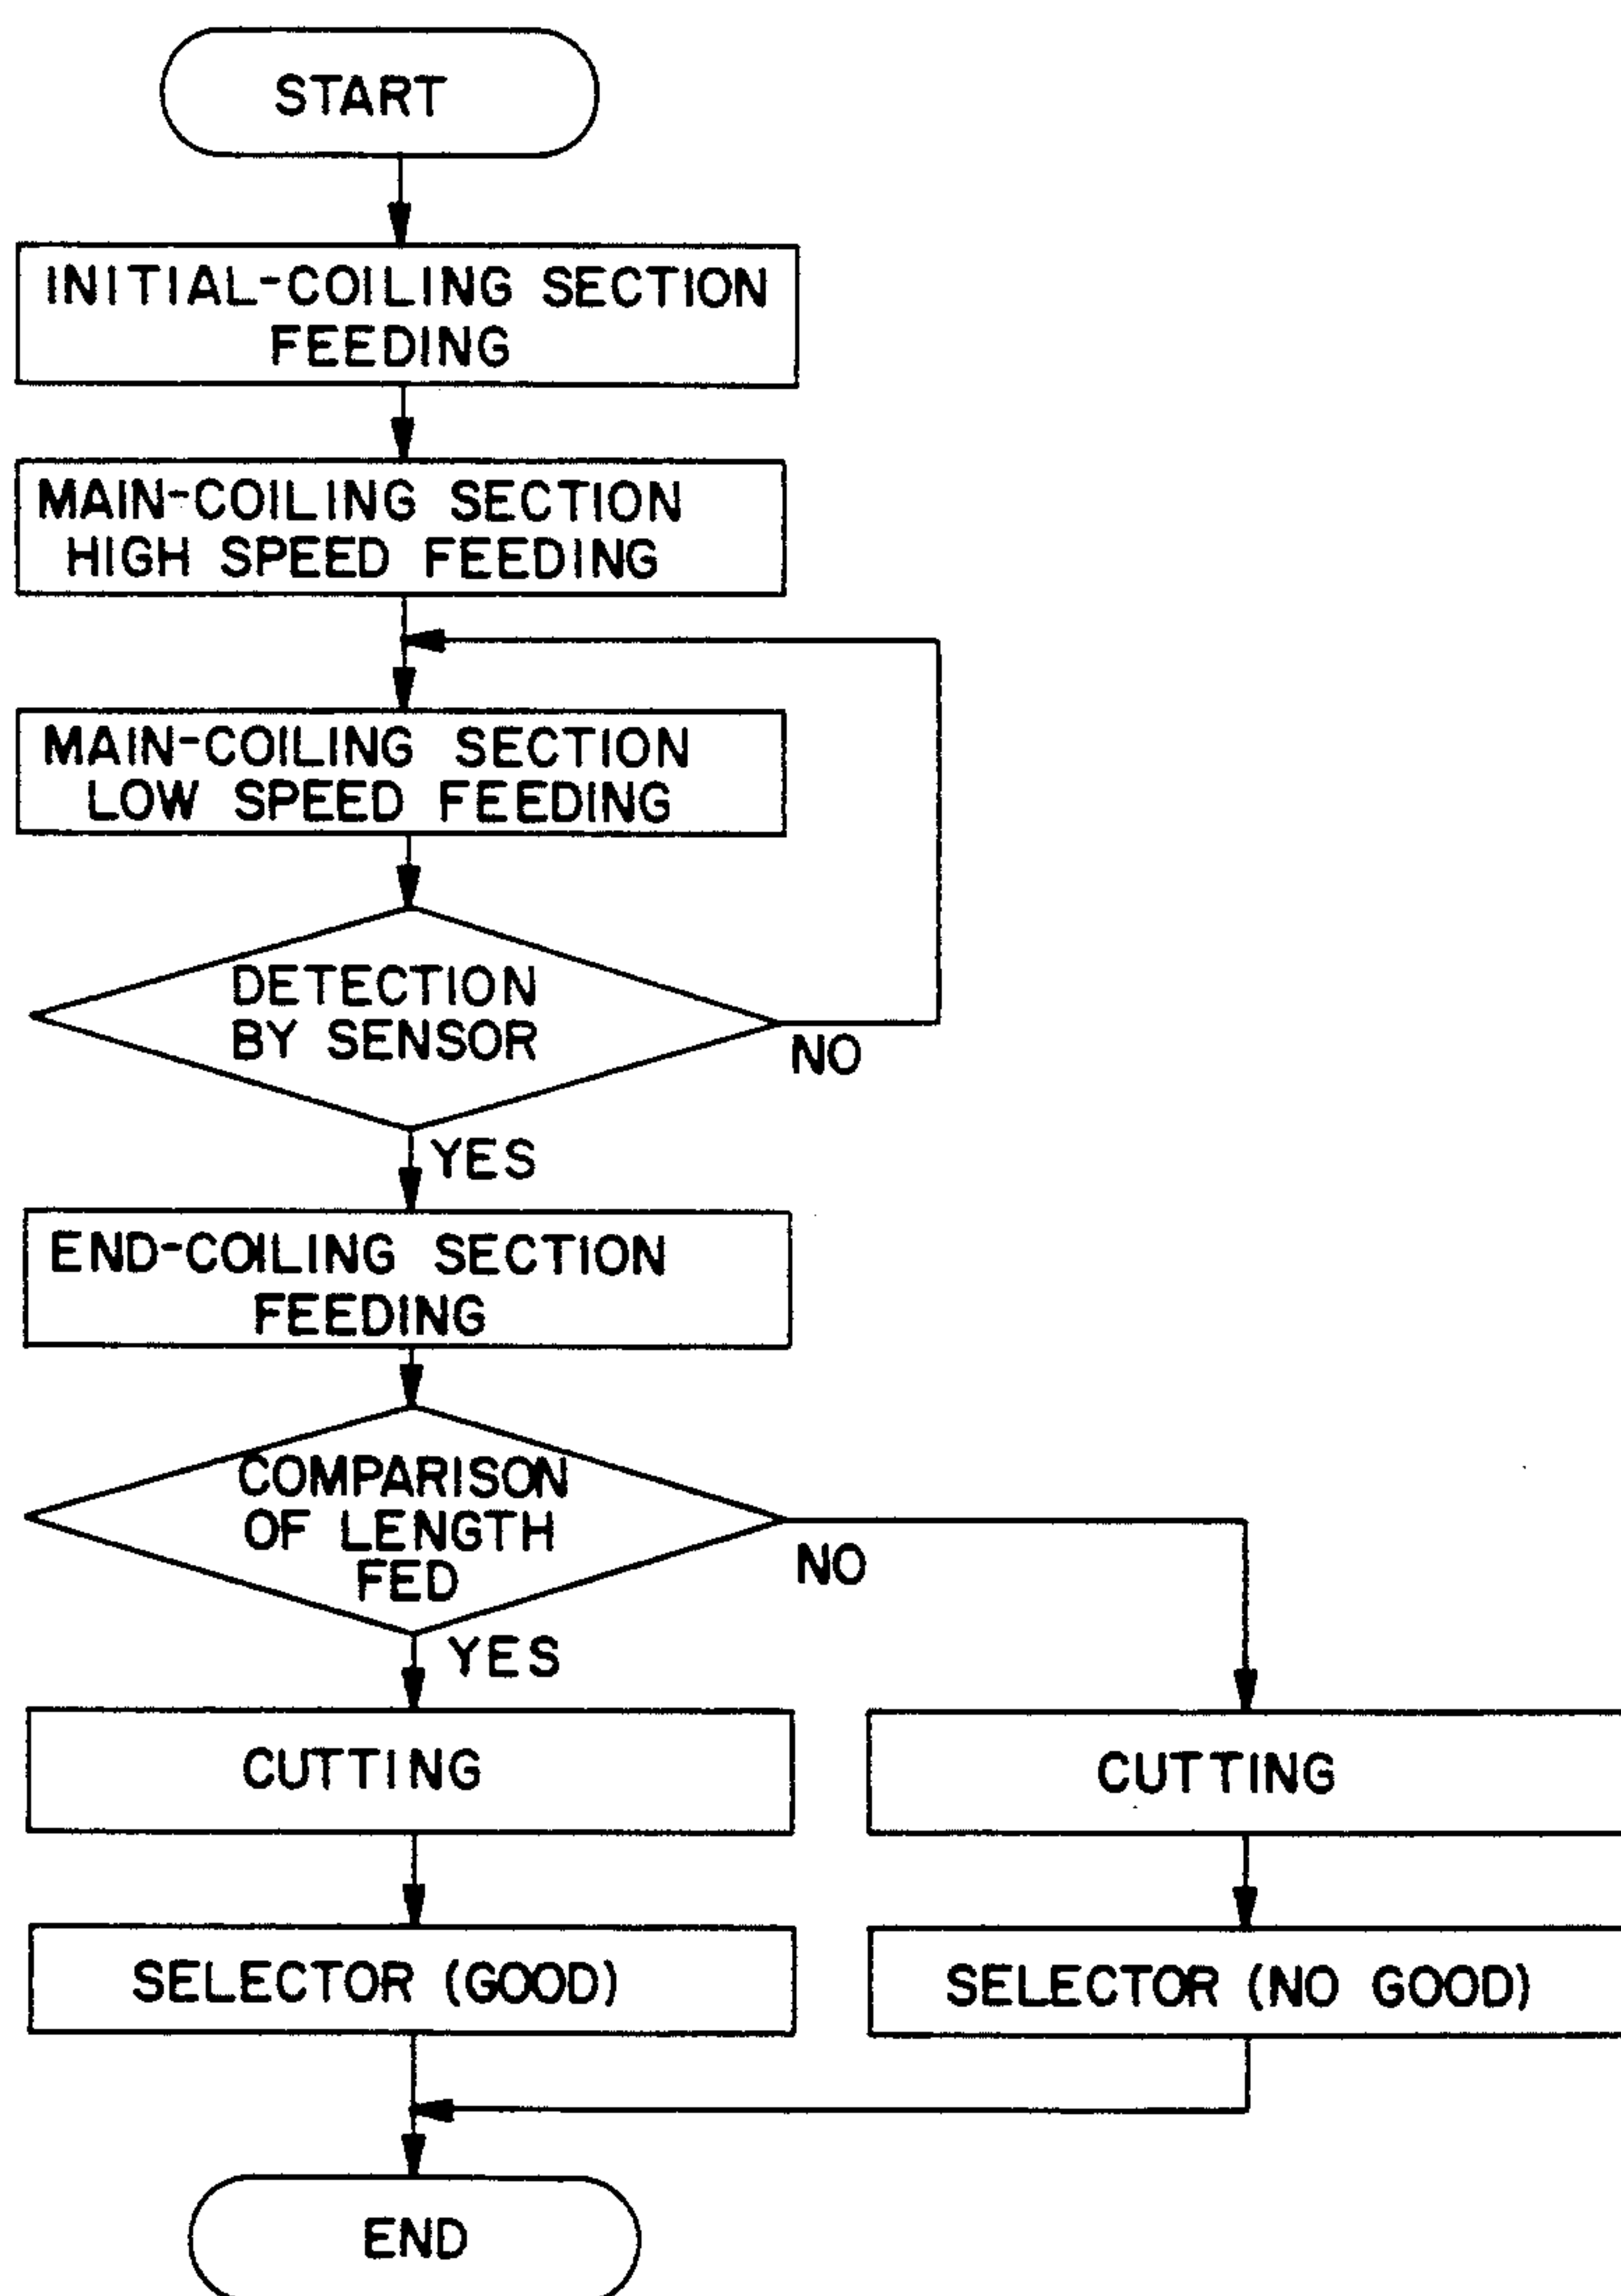 START
INITIAL-COILING SECTION
FEEDING
MAIN-COILING SECTION
HIGH SPEED FEEDING
MAIN-COILING SECTION
LOW SPEED FEEDING
DETECTION
BY SENSOR
NO
YES
END-COILING SECTION
FEEDING
COMPARISON
OF LENGTH
FED
NO
YES
CUTTING
CUTTING
SELECTOR (GOOD)
SELECTOR (NO GOOD)
END